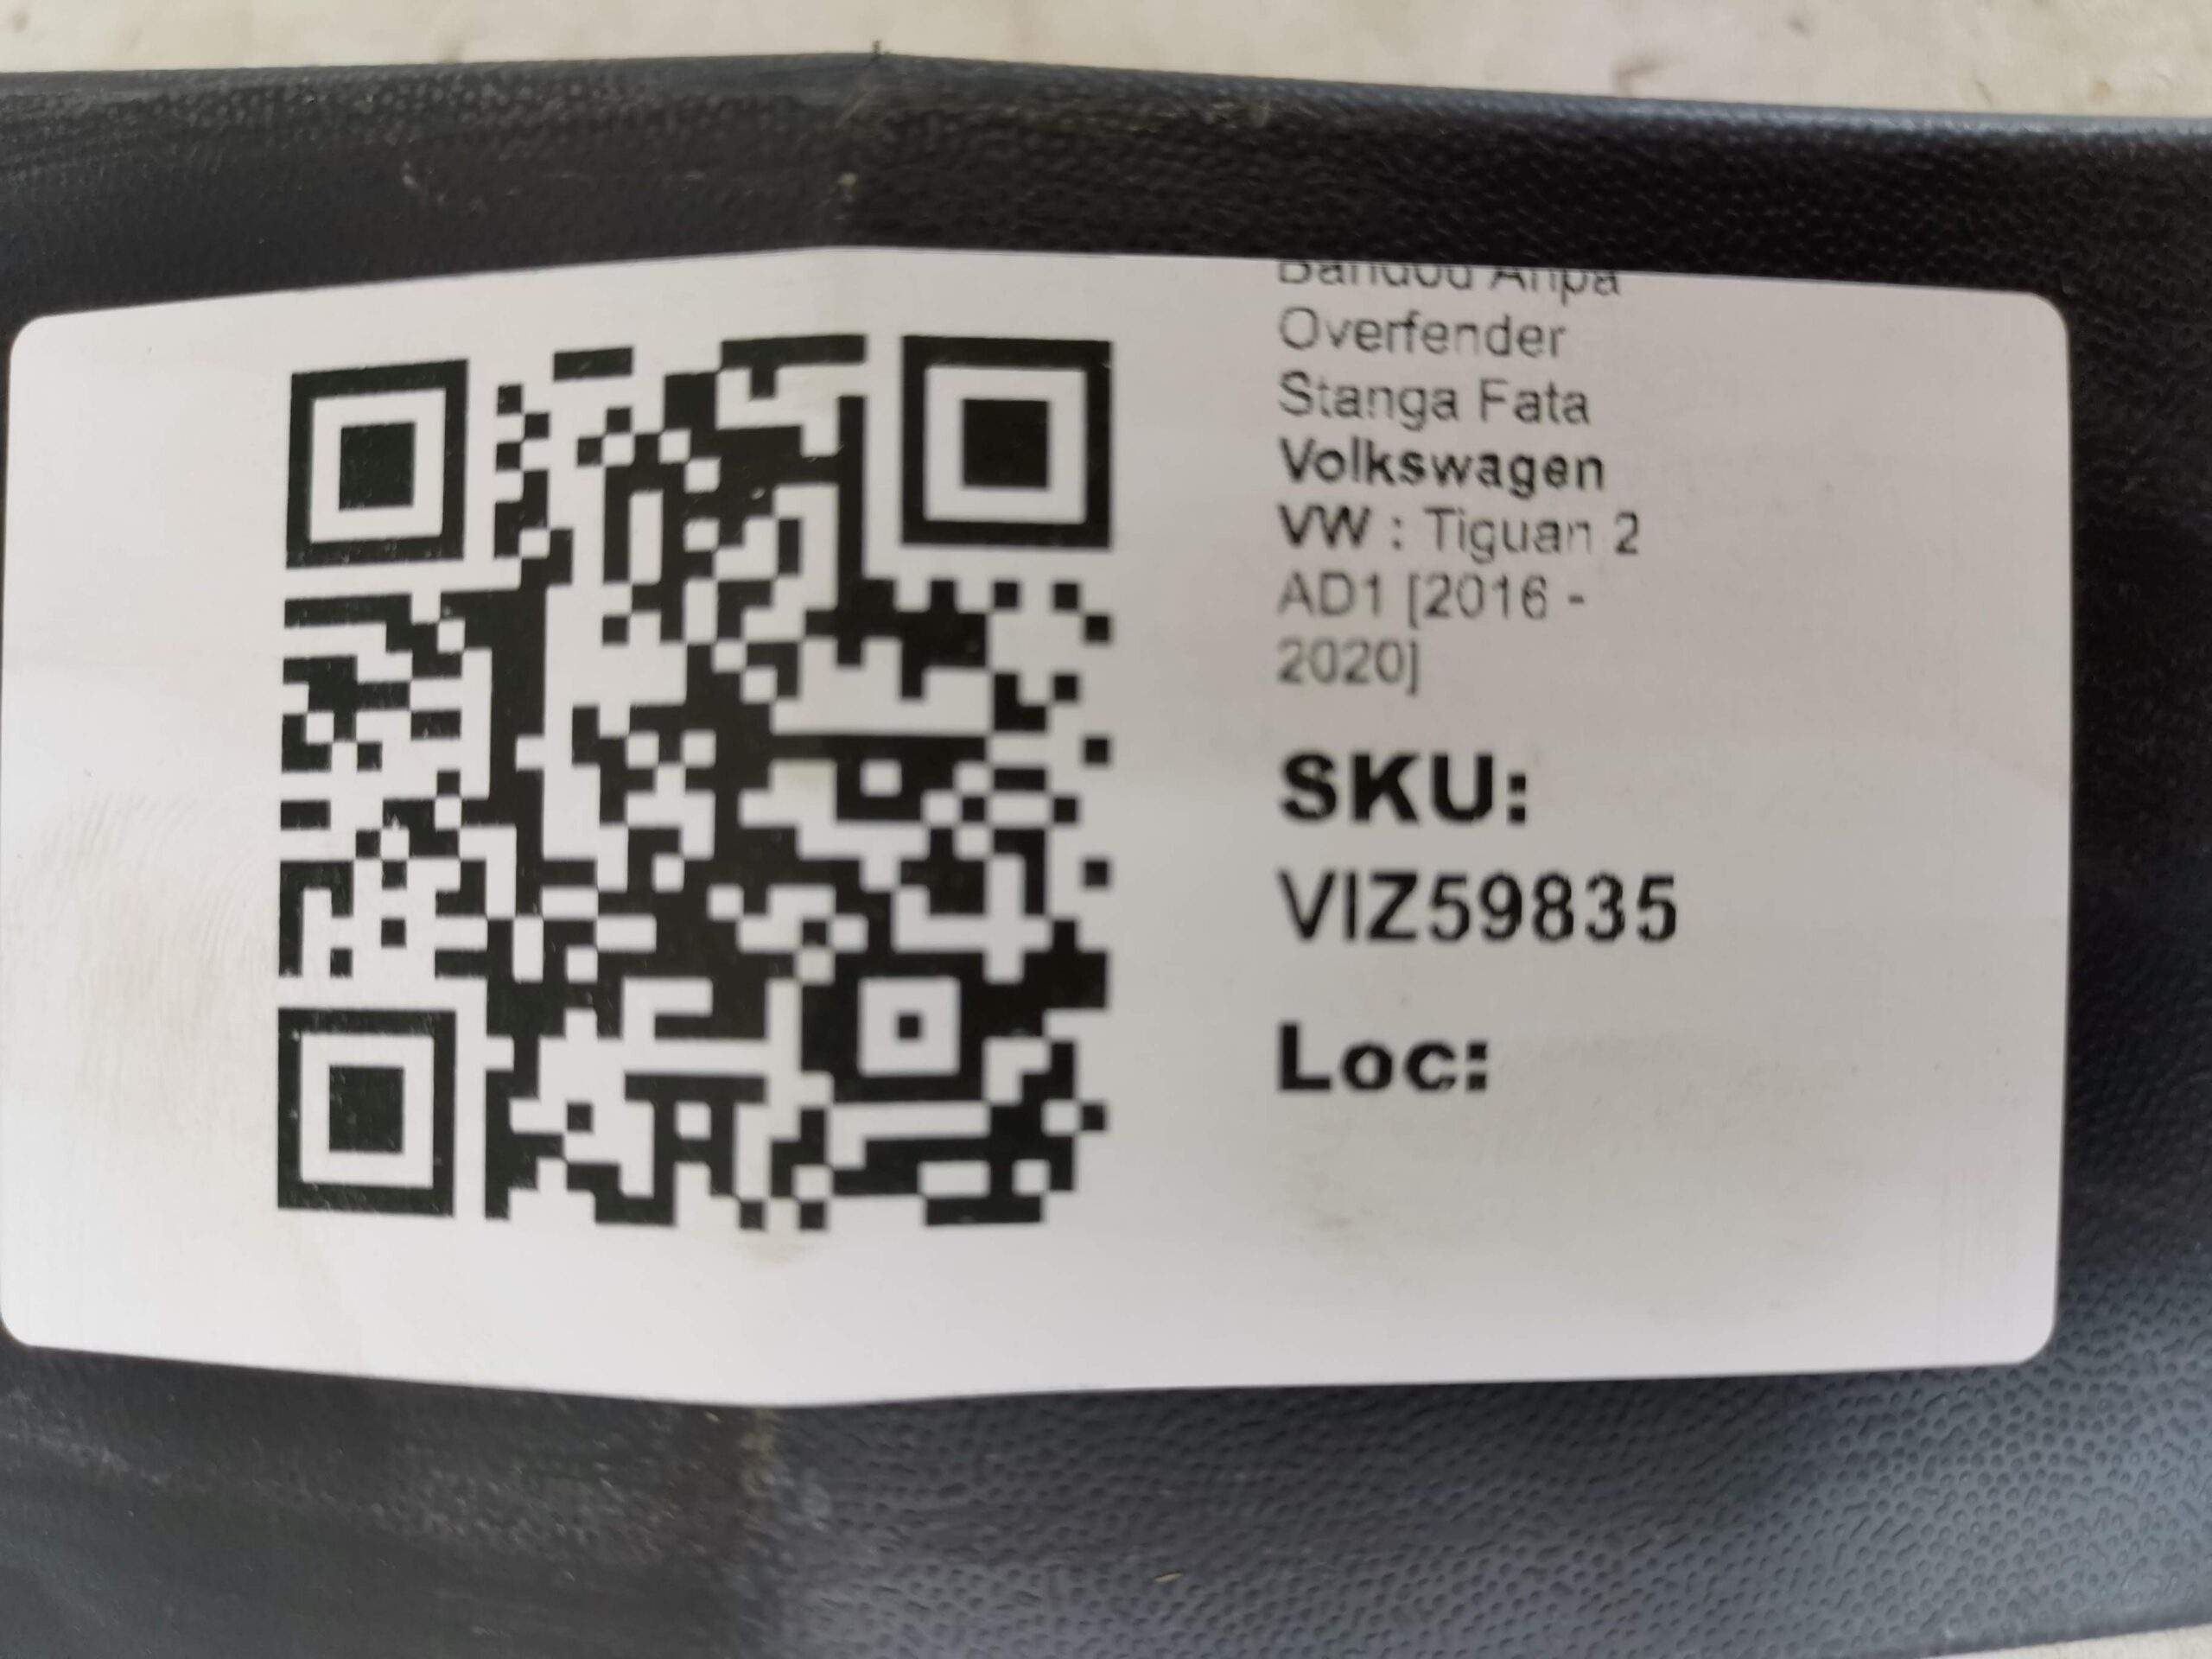 Overfender
Stanga Fata
Volkswagen
VW : Tiguan 2
AD1 [2016 -
2020]
SKU:
VIZ59835
Loc: